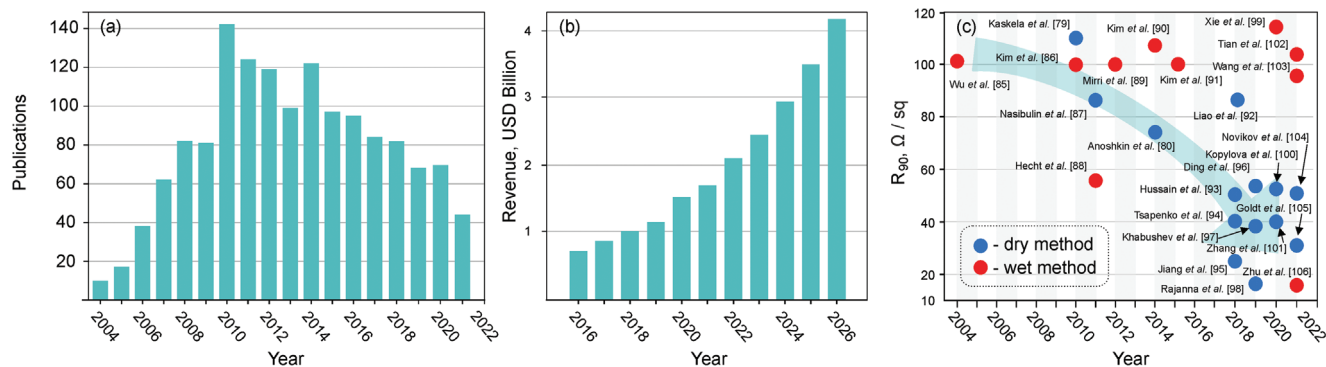 (a)
Publications
140
120
100
80
60
40
20
2004
2006
2008
2010
2012
2014
2016
2018
2020
2022
Year
(b)
Revenue, USD Billion
4
3
2
1
2016
2018
2020
2022
2024
2026
Year
(c)
R90, Ω / sq
120
100
80
60
40
20
10
Kaskela et al. [79]
Kim et al. [90]
Xie et al. [99]
Tian et al. [102]
Kim et al. [86]
Wang et al. [103]
Wu et al. [85]
Mirri et al. [89]
Kim et al. [91]
Nasibulin et al. [87]
Liao et al. [92]
Novikov et al. [104]
Anoshkin et al. [80]
Kopylova et al. [100]
Hecht et al. [88]
Ding et al. [96]
Hussain et al. [93]
Goldt et al. [105]
Tsapenko et al. [94]
Khabushev et al. [97]
Zhang et al. [101]
- dry method
- wet method
Jiang et al. [95]
Zhu et al. [106]
Rajanna et al. [98]
2004
2006
2008
2010
2012
2014
2016
2018
2020
2022
Year